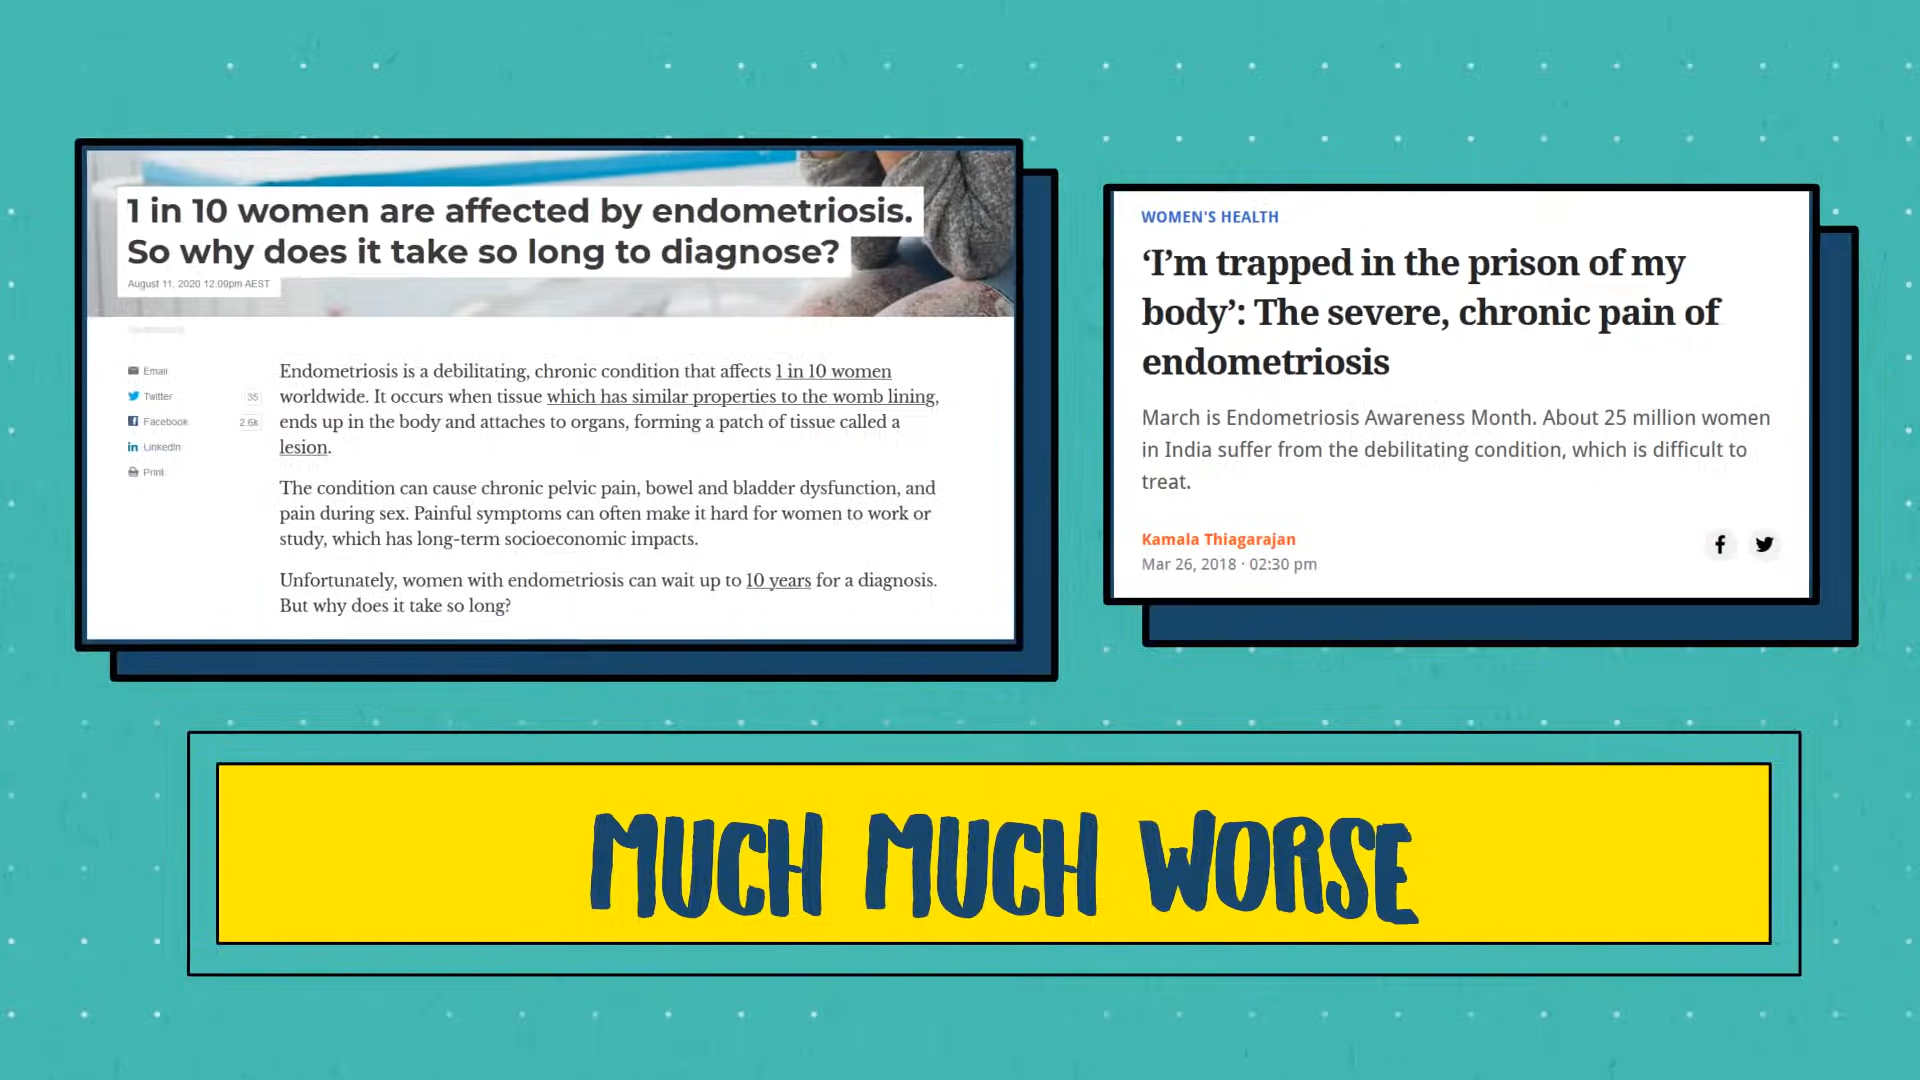 1 in 10 women are affected by endometriosis.
So why does it take so long to diagnose?
August 11, 2020 12.09pm AEST
Email
Twitter 35
Facebook 2.6k
LinkedIn
Print
Endometriosis is a debilitating, chronic condition that affects 1 in 10 women
worldwide. It occurs when tissue which has similar properties to the womb lining,
ends up in the body and attaches to organs, forming a patch of tissue called a
lesion.
The condition can cause chronic pelvic pain, bowel and bladder dysfunction, and
pain during sex. Painful symptoms can often make it hard for women to work or
study, which has long-term socioeconomic impacts.
Unfortunately, women with endometriosis can wait up to 10 years for a diagnosis.
But why does it take so long?
WOMEN'S HEALTH
‘I’m trapped in the prison of my
body’: The severe, chronic pain of
endometriosis
March is Endometriosis Awareness Month. About 25 million women
in India suffer from the debilitating condition, which is difficult to
treat.
Kamala Thiagarajan
Mar 26, 2018 · 02:30 pm
MUCH MUCH WORSE